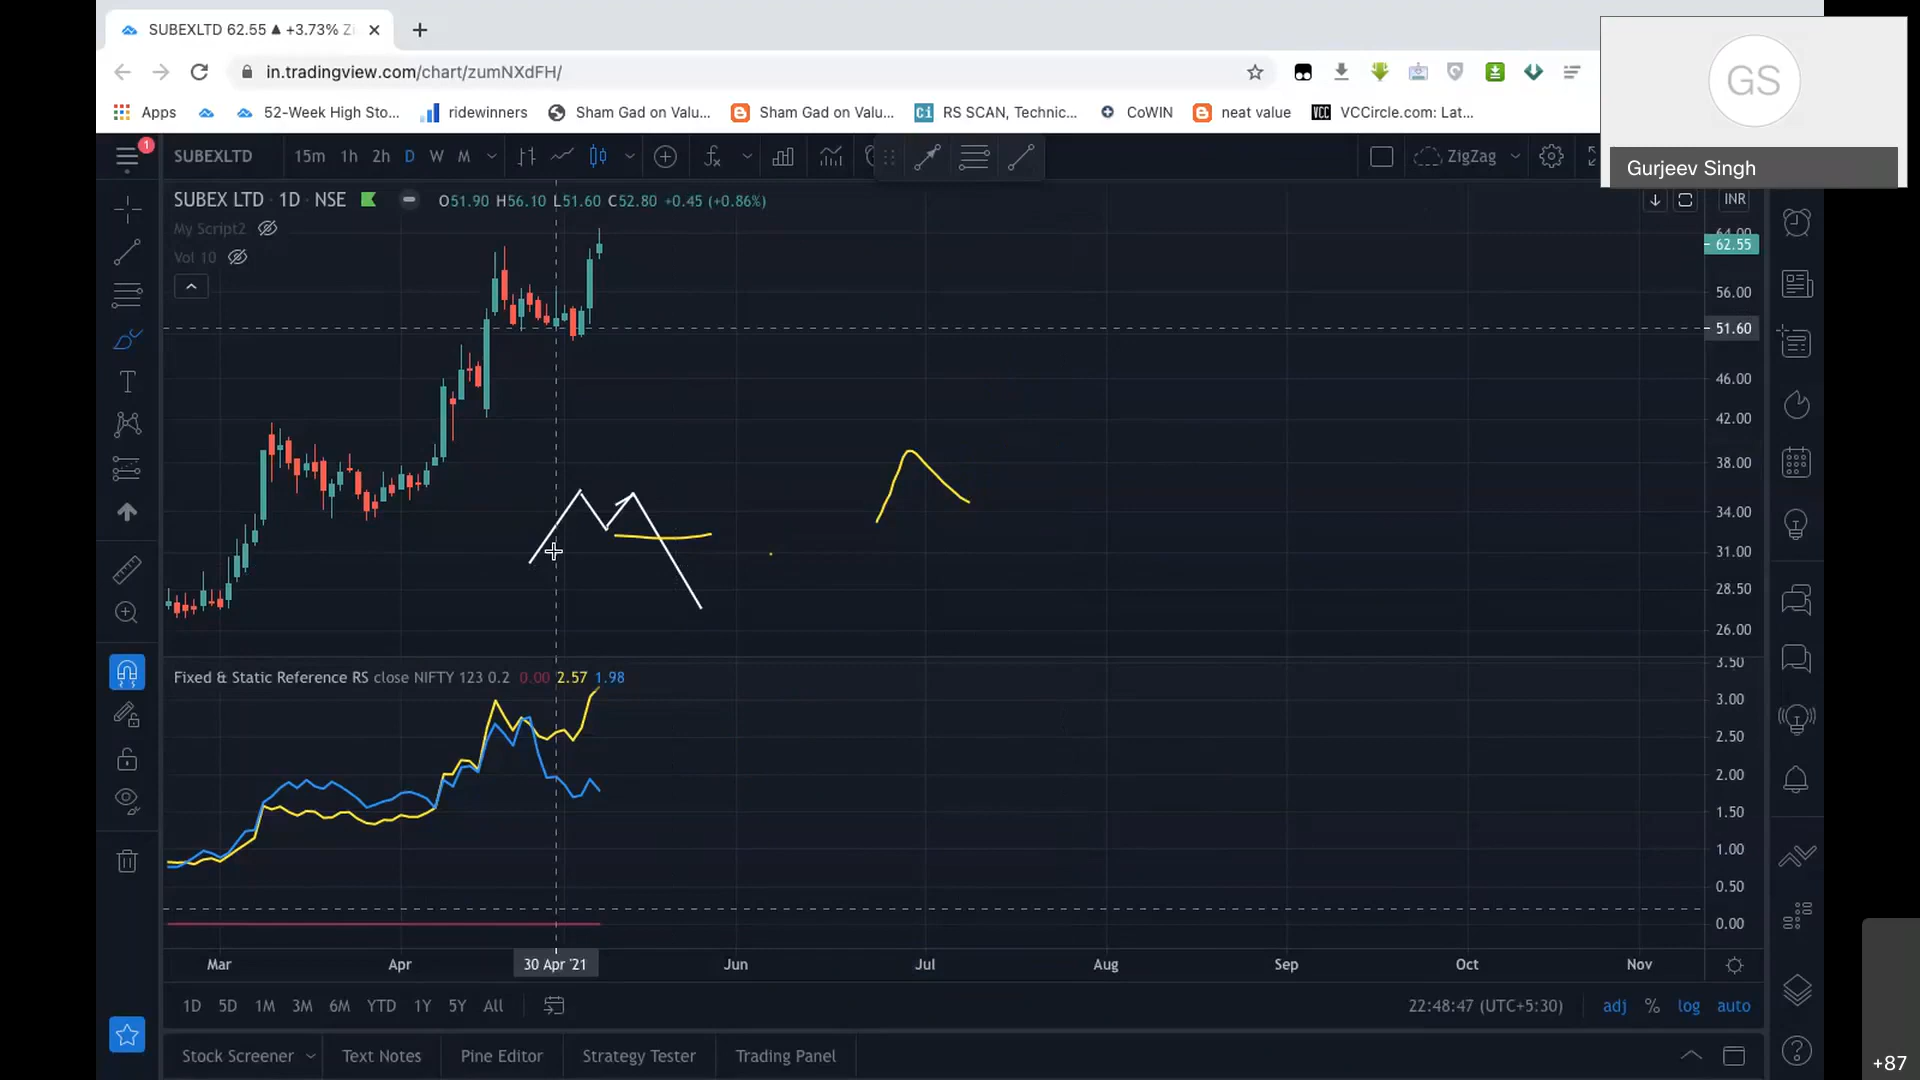 SUBEXLTD 62.55 ▲ +3.73% Zi
in.tradingview.com/chart/zumNXdFH/
GS
Gurjeev Singh
Apps 52-Week High Sto... ridewinners Sham Gad on Valu... Sham Gad on Valu... Ci RS SCAN, Technic... CoWIN neat value VCC VCCircle.com: Lat...
1
SUBEXLTD 15m 1h 2h D W M ZigZag
SUBEX LTD · 1D · NSE O51.90 H56.10 L51.60 C52.80 +0.45 (+0.86%)
INR
My Script2
Vol 10
64.00
62.55
56.00
51.60
46.00
42.00
38.00
34.00
31.00
28.50
26.00
Fixed & Static Reference RS close NIFTY 123 0.2 0.00 2.57 1.98
3.50
3.00
2.50
2.00
1.50
1.00
0.50
0.00
Mar Apr 30 Apr '21 Jun Jul Aug Sep Oct Nov
1D 5D 1M 3M 6M YTD 1Y 5Y All 22:48:47 (UTC+5:30) adj % log auto
Stock Screener Text Notes Pine Editor Strategy Tester Trading Panel
+87